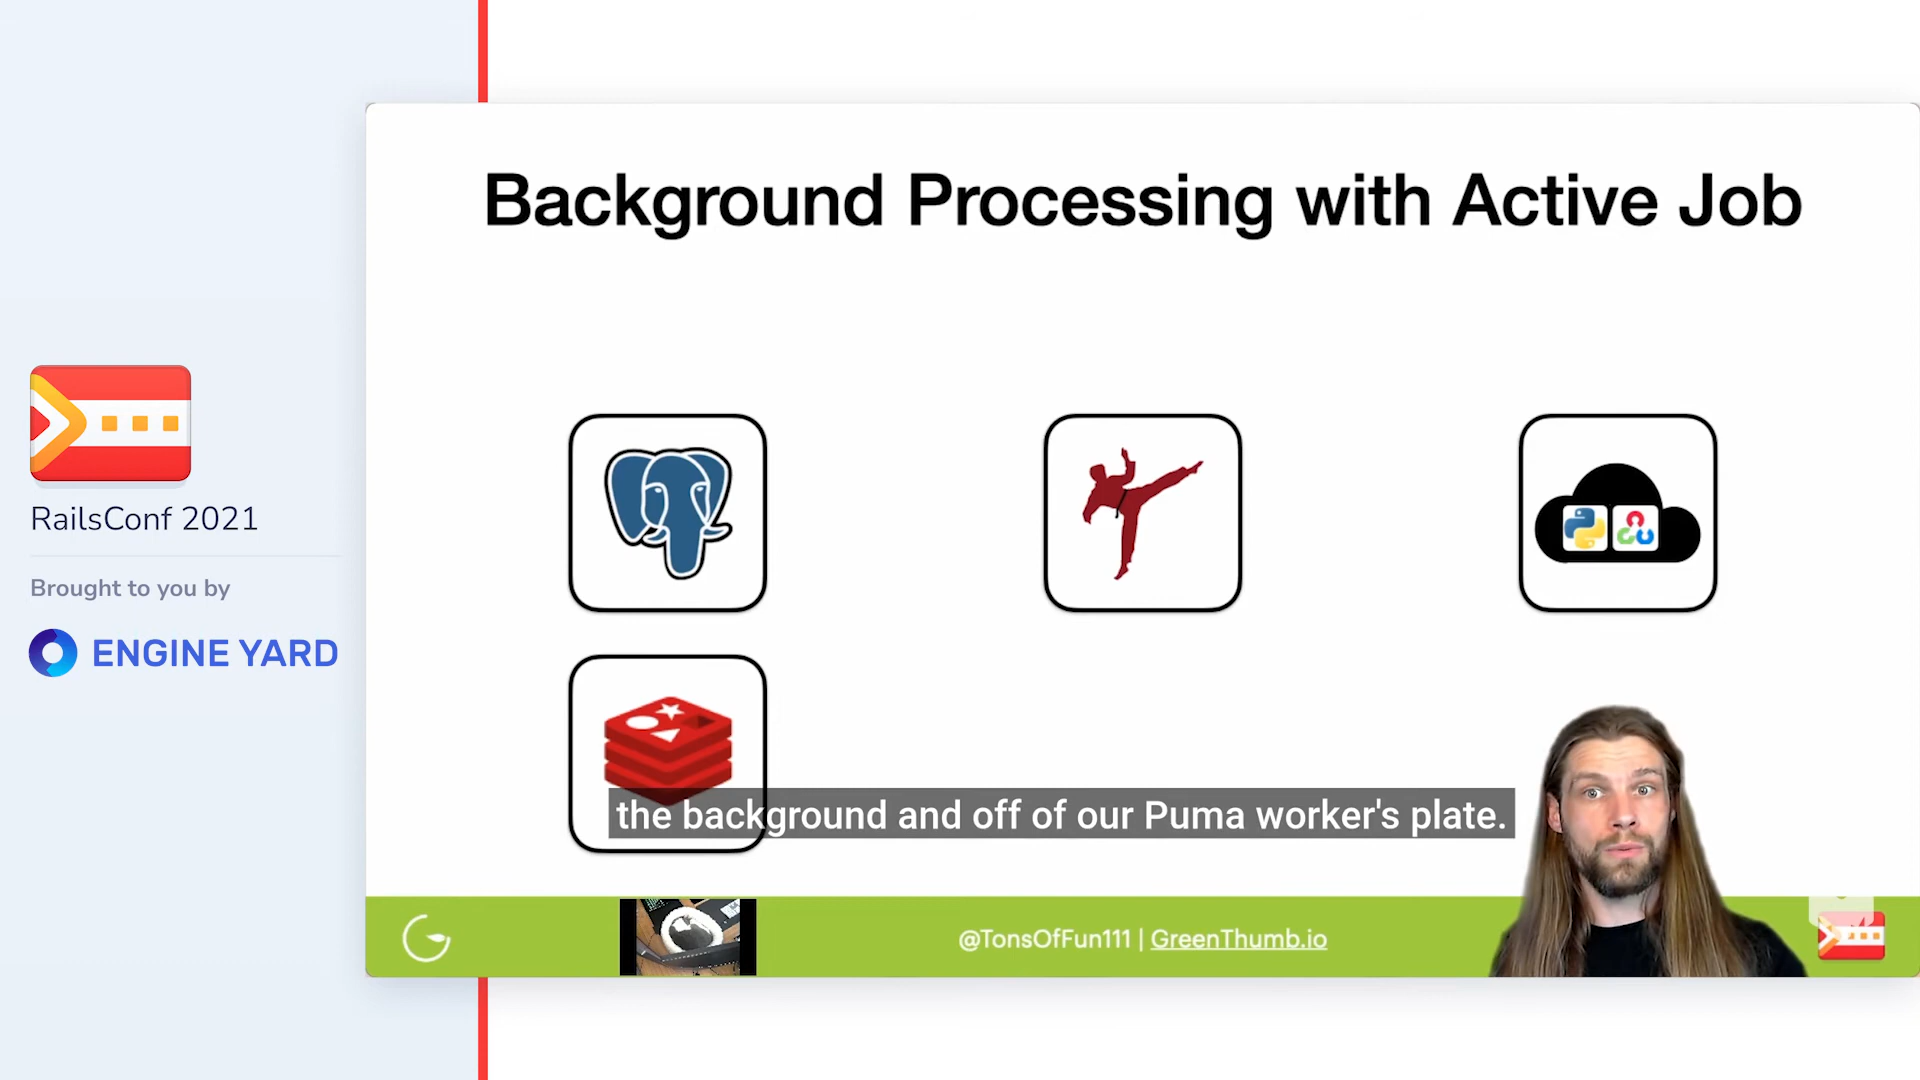 Background Processing with Active Job
RailsConf 2021
Brought to you by
ENGINE YARD
the background and off of our Puma worker's plate.
@TonsOfFun111 | GreenThumb.io